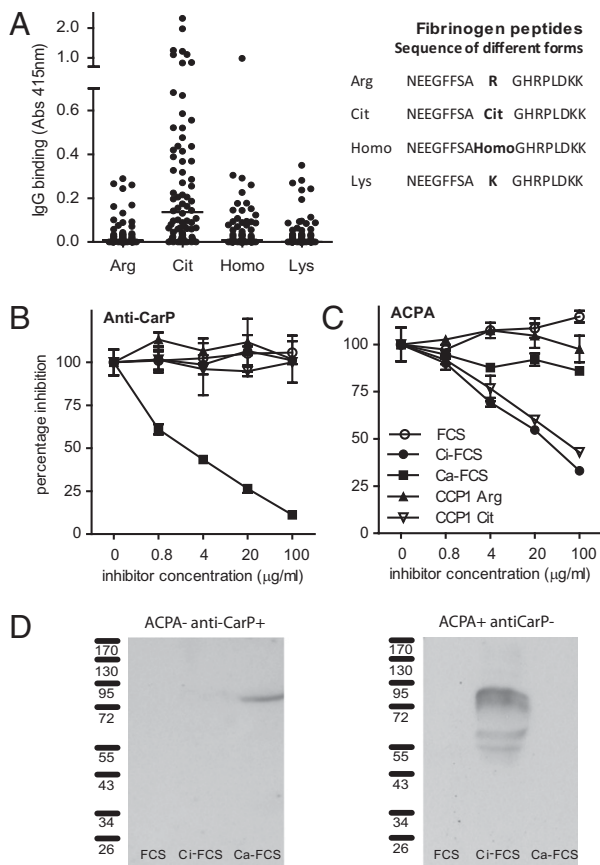 A
IgG binding (Abs 415nm)
2.0
1.0
0.6
0.4
0.2
0.0
Arg Cit Homo Lys
Fibrinogen peptides
Sequence of different forms
Arg NEEGFFSA R GHRPLDKK
Cit NEEGFFSA Cit GHRPLDKK
Homo NEEGFFSAHomoGHRPLDKK
Lys NEEGFFSA K GHRPLDKK
B
Anti-CarP
percentage inhibition
100
75
50
25
0
0 0.8 4 20 100
inhibitor concentration (μg/ml)
C
ACPA
100
75
50
25
0
FCS
Ci-FCS
Ca-FCS
CCP1 Arg
CCP1 Cit
0 0.8 4 20 100
inhibitor concentration (μg/ml)
D
ACPA- anti-CarP+
170
130
95
72
55
43
34
26
FCS Ci-FCS Ca-FCS
ACPA+ antiCarP-
170
130
95
72
55
43
34
26
FCS Ci-FCS Ca-FCS